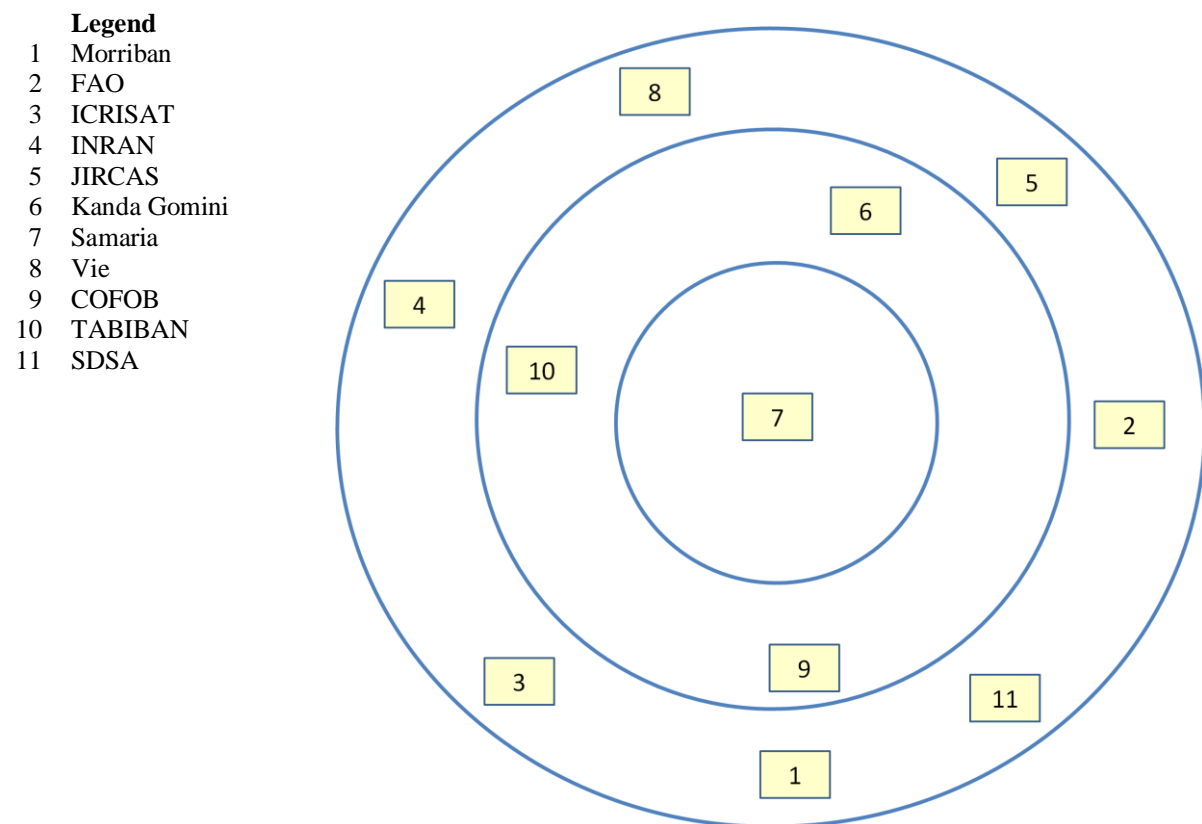 Legend
1 Morriban
2 FAO
3 ICRISAT
4 INRAN
5 JIRCAS
6 Kanda Gomini
7 Samaria
8 Vie
9 COFOB
10 TABIBAN
11 SDSA
8
5
6
4
10
7
2
3
9
11
1